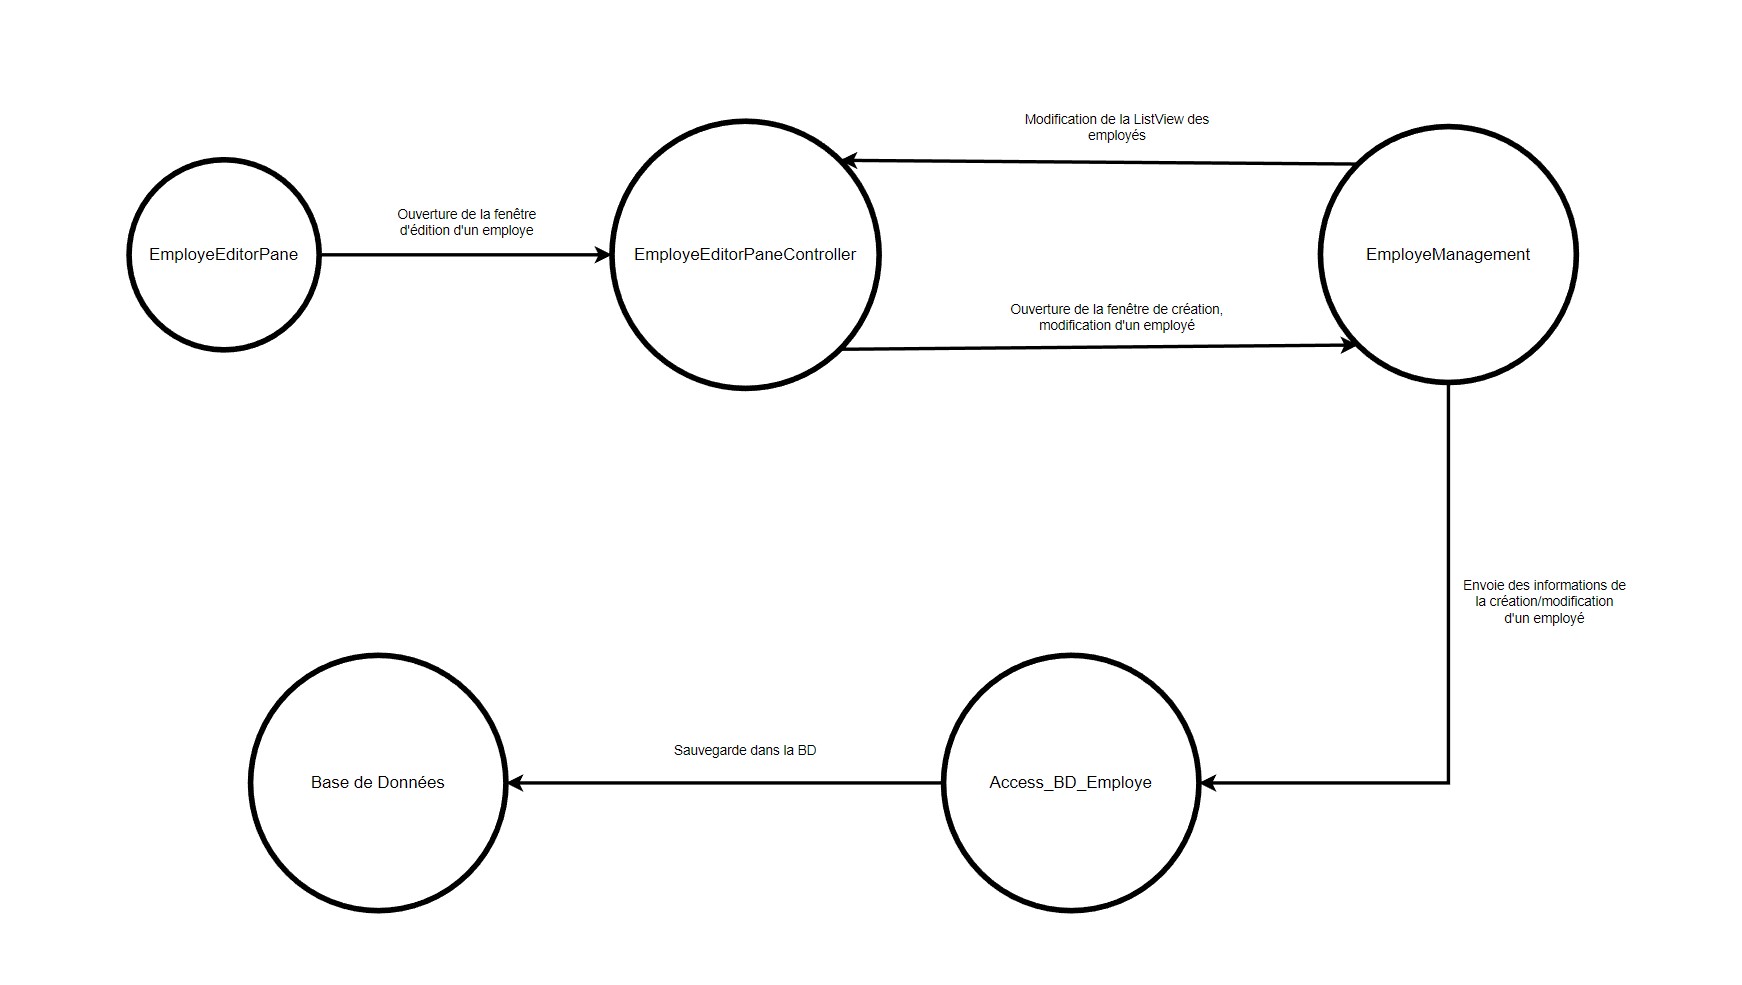 Modification de la ListView des
employés
Ouverture de la fenêtre
d'édition d'un employe
EmployeEditorPane
EmployeEditorPaneController
EmployeManagement
Ouverture de la fenêtre de création,
modification d'un employé
Envoie des informations de
la création/modification
d'un employé
Sauvegarde dans la BD
Base de Données
Access_BD_Employe